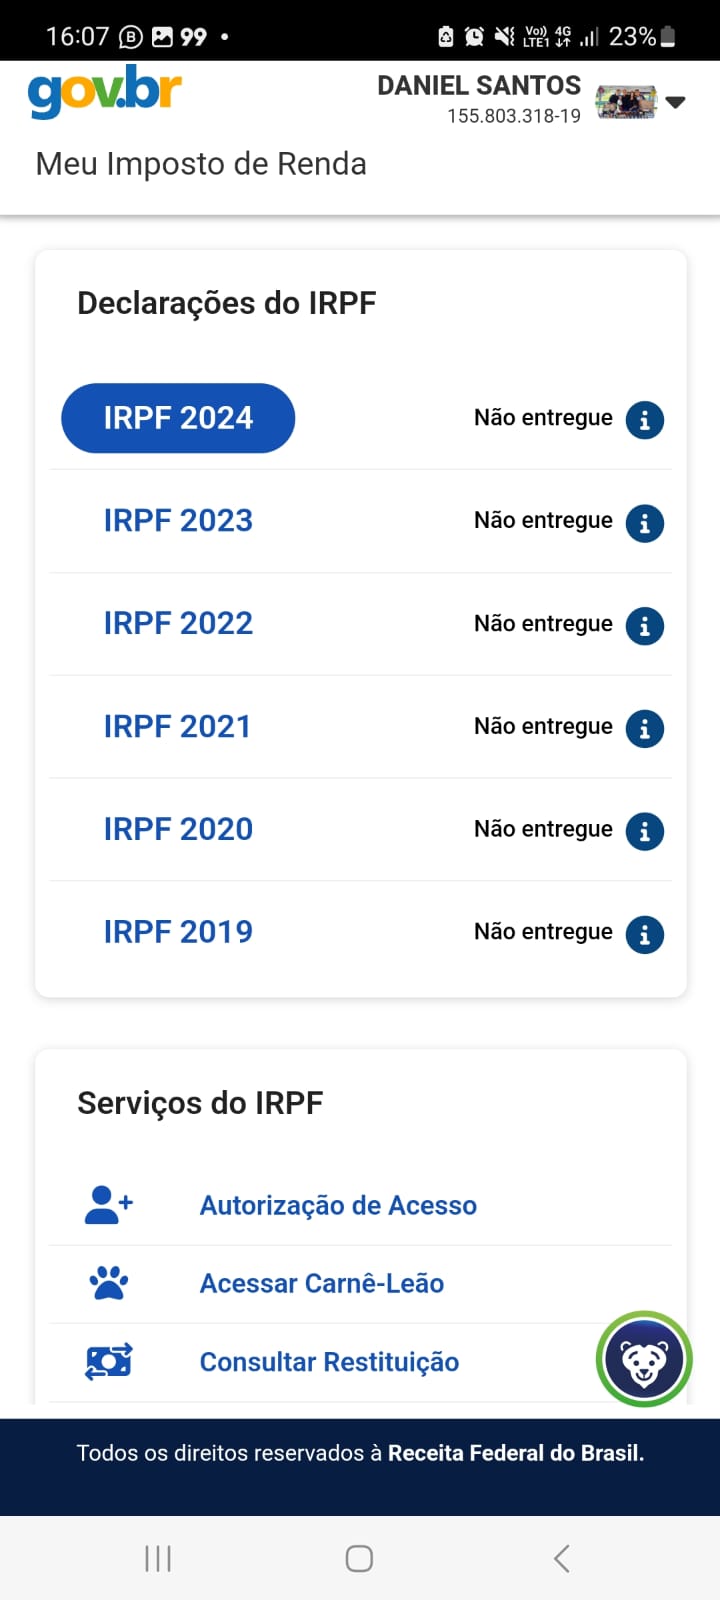 16:07 B 99 •
Vo)) LTE1 4G 23%
gov.br
DANIEL SANTOS
155.803.318-19
Meu Imposto de Renda
Declarações do IRPF
IRPF 2024 Não entregue
IRPF 2023 Não entregue
IRPF 2022 Não entregue
IRPF 2021 Não entregue
IRPF 2020 Não entregue
IRPF 2019 Não entregue
Serviços do IRPF
Autorização de Acesso
Acessar Carnê-Leão
Consultar Restituição
Todos os direitos reservados à Receita Federal do Brasil.